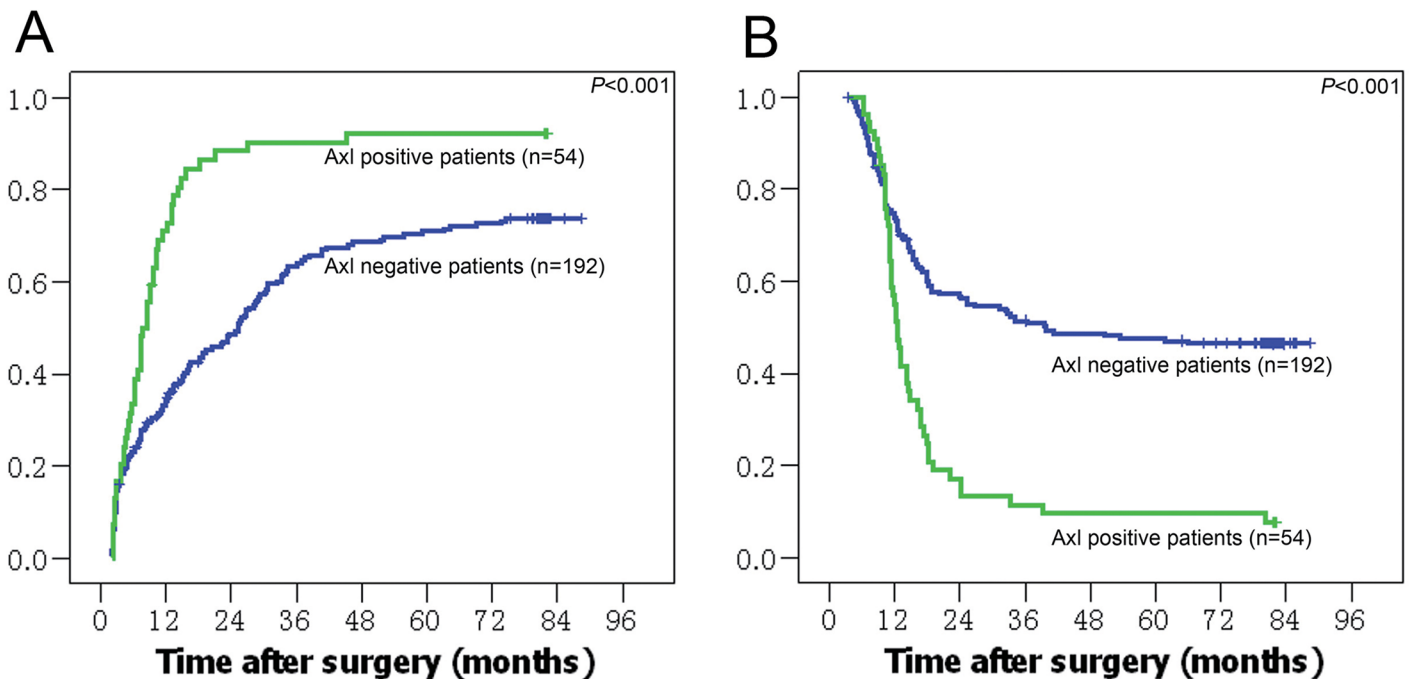 A
P<0.001
1.0
0.8
0.6
0.4
0.2
0.0
Axl positive patients (n=54)
Axl negative patients (n=192)
0 12 24 36 48 60 72 84 96
Time after surgery (months)
B
P<0.001
1.0
0.8
0.6
0.4
0.2
0.0
Axl negative patients (n=192)
Axl positive patients (n=54)
0 12 24 36 48 60 72 84 96
Time after surgery (months)